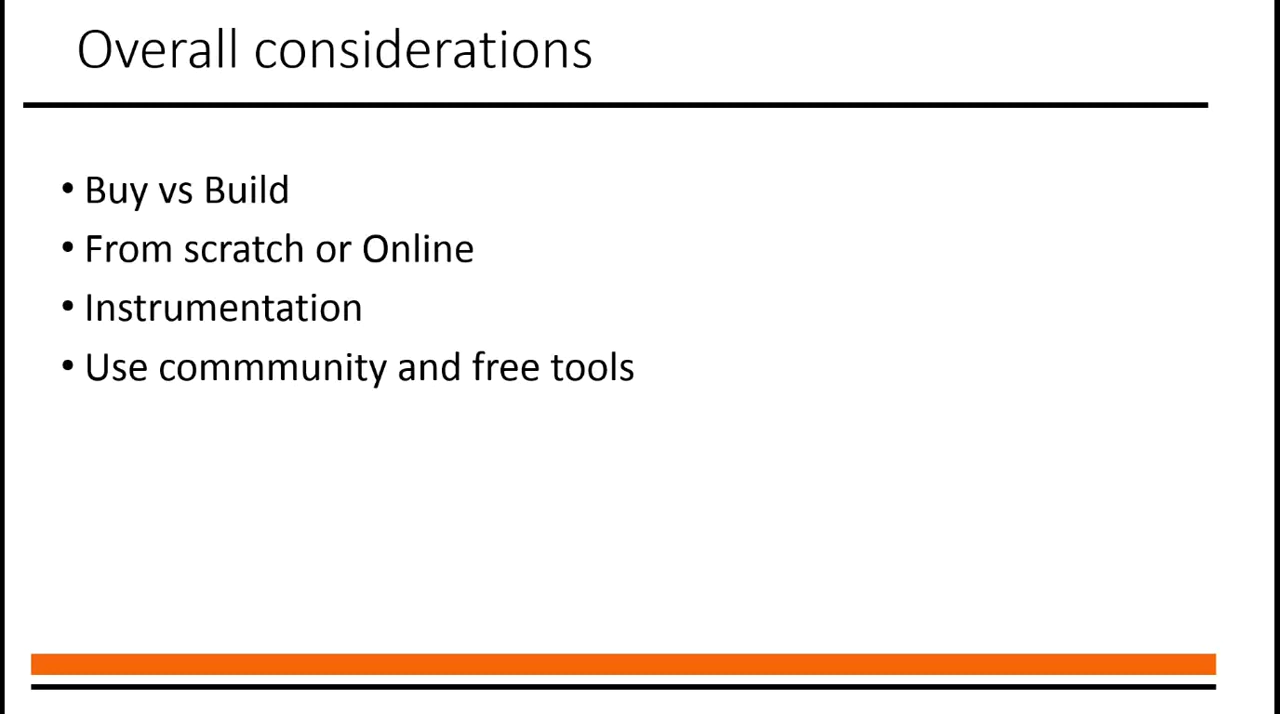 Overall considerations
• Buy vs Build
• From scratch or Online
• Instrumentation
• Use commmunity and free tools